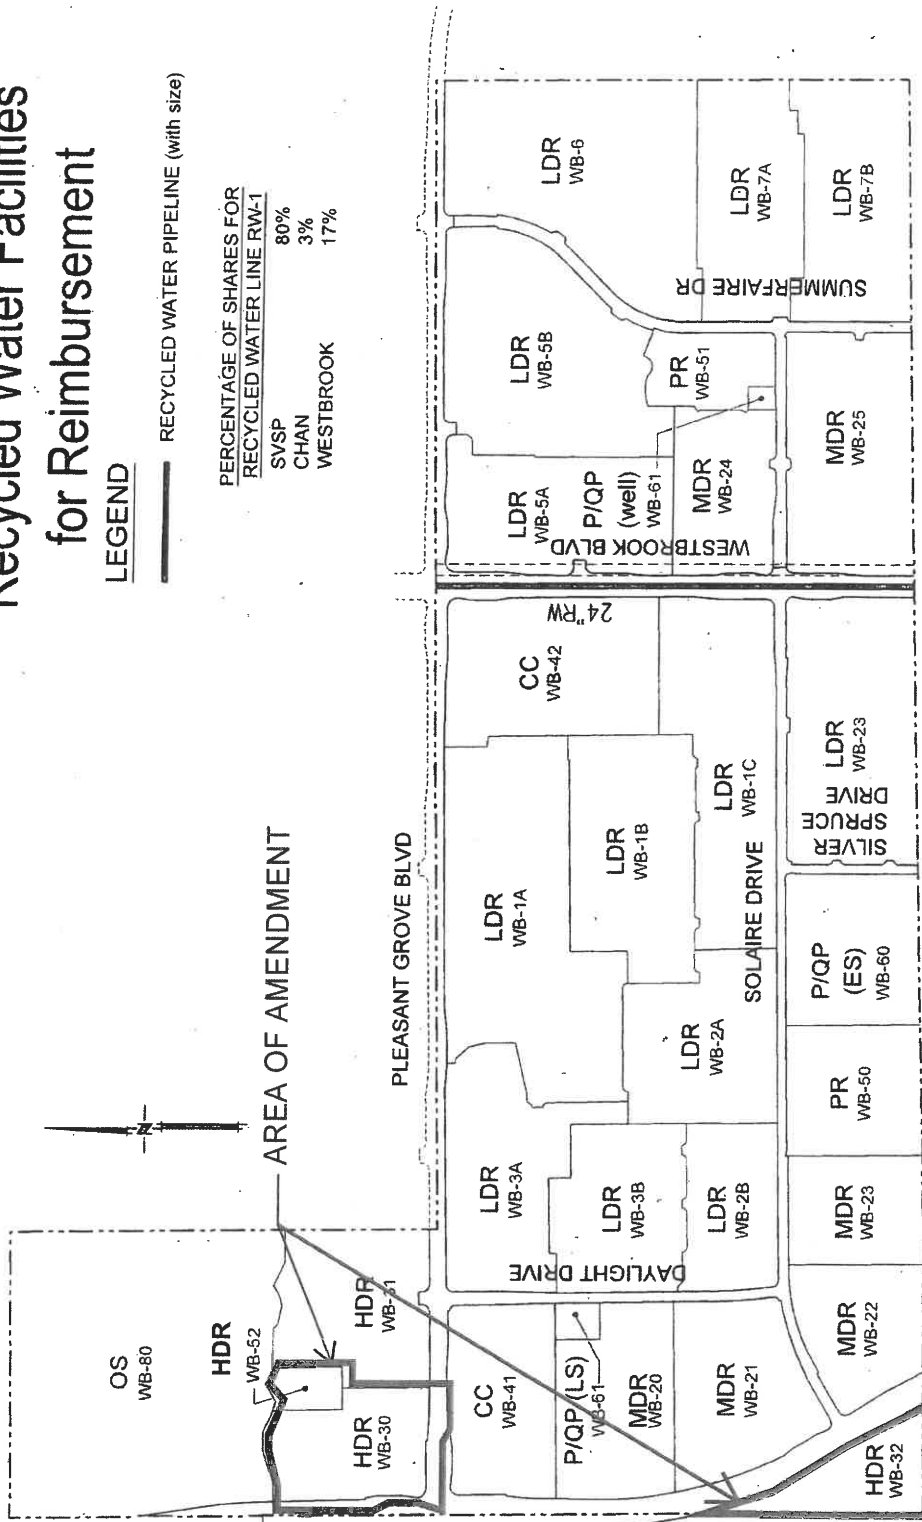 Recycled Water Facilities
for Reimbursement
LEGEND
RECYCLED WATER PIPELINE (with size)
PERCENTAGE OF SHARES FOR
RECYCLED WATER LINE RW-1
SVSP 80%
CHAN 3%
WESTBROOK 17%
AREA OF AMENDMENT
N
PLEASANT GROVE BLVD
OS
WB-80
HDR
WB-52
HDR
HDR
WB-30
CC
WB-41
P/QP (LS)
WB-61
MDR
WB-20
MDR
WB-21
MDR
WB-22
HDR
WB-32
DAYLIGHT DRIVE
LDR
WB-3A
LDR
WB-3B
LDR
WB-2B
MDR
WB-23
LDR
WB-2A
PR
WB-50
LDR
WB-1A
LDR
WB-1B
LDR
WB-1C
SOLAIRE DRIVE
P/QP
(ES)
WB-60
SILVER
SPRUCE
DRIVE
LDR
WB-23
CC
WB-42
24"RW
WESTBROOK BLVD
LDR
WB-5A
P/QP
(well)
WB-61
MDR
WB-24
LDR
WB-5B
PR
WB-51
MDR
WB-25
SUMMERFAIRE DR
LDR
WB-6
LDR
WB-7A
LDR
WB-7B